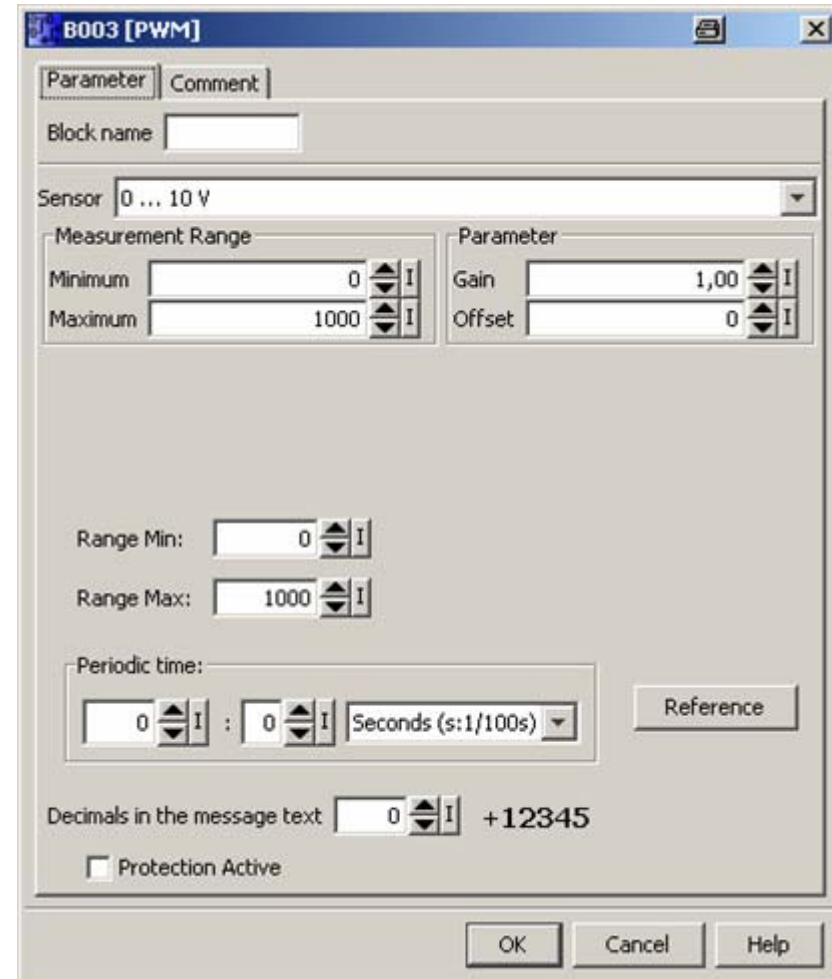 B003 [PWM]
Parameter Comment
Block name
Sensor 0 ... 10 V
Measurement Range Parameter
Minimum 0 I Gain 1,00 I
Maximum 1000 I Offset 0 I
Range Min: 0 I
Range Max: 1000 I
Periodic time:
0 I : 0 I Seconds (s:1/100s) Reference
Decimals in the message text 0 I +12345
Protection Active
OK Cancel Help